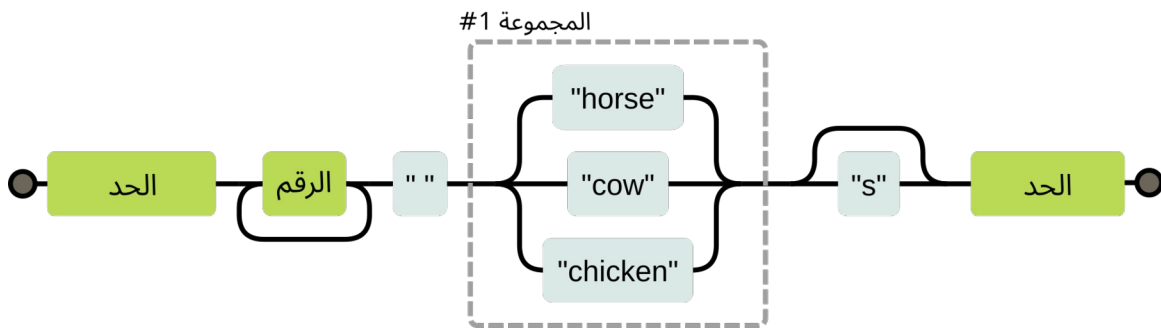 المجموعة 1#
"horse"
الحد
الرقم
" "
"cow"
"s"
الحد
"chicken"